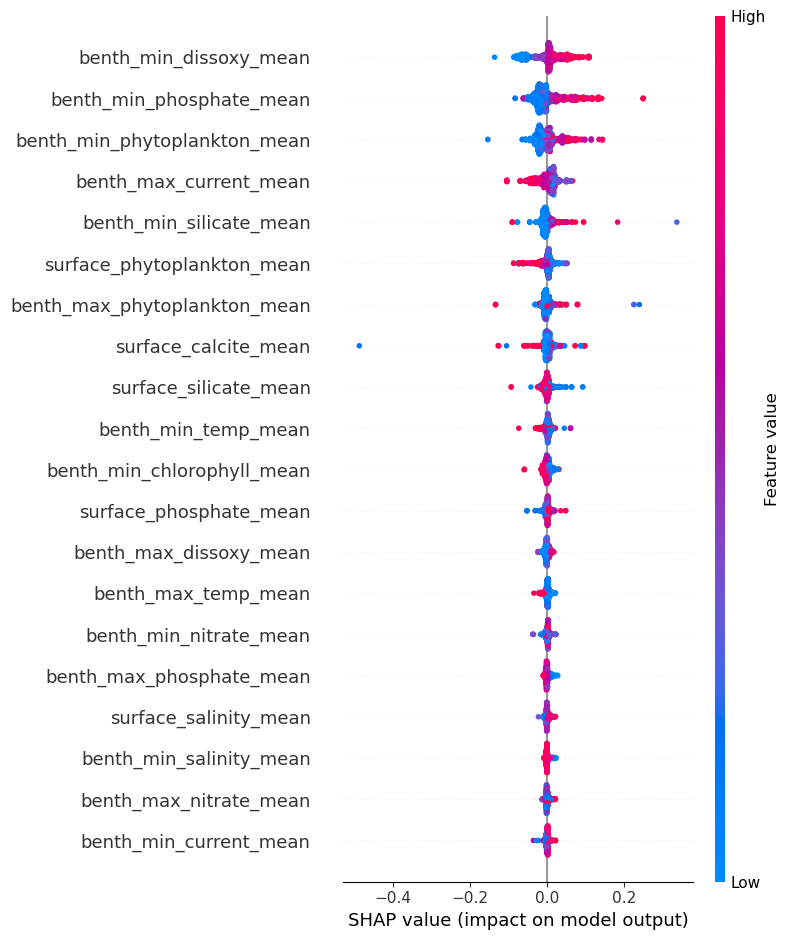 High
benth_min_dissoxy_mean
benth_min_phosphate_mean
benth_min_phytoplankton_mean
benth_max_current_mean
benth_min_silicate_mean
surface_phytoplankton_mean
benth_max_phytoplankton_mean
surface_calcite_mean
surface_silicate_mean
benth_min_temp_mean
benth_min_chlorophyll_mean
surface_phosphate_mean
benth_max_dissoxy_mean
benth_max_temp_mean
benth_min_nitrate_mean
benth_max_phosphate_mean
surface_salinity_mean
benth_min_salinity_mean
benth_max_nitrate_mean
benth_min_current_mean
Feature value
Low
−0.4 −0.2 0.0 0.2
SHAP value (impact on model output)